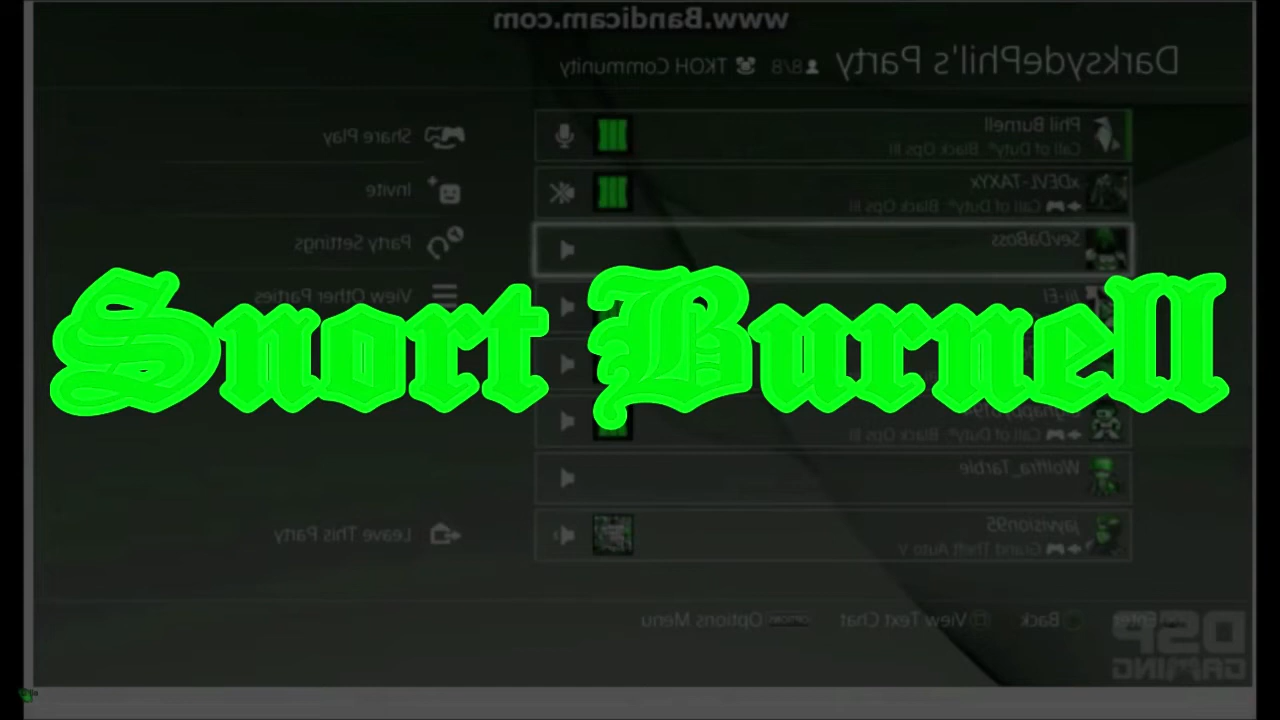 www.Bandicam.com
DarksydePhil's Party 8/8 TKOH Community
Phil Burnell
Call of Duty® Black Ops III
xDEV1-TAXYx
Call of Duty® Black Ops III
SevDaBoss
Share Play
Invite
Party Settings
View Other Parties
Leave This Party
Snort Burnell
Call of Duty® Black Ops III
Wolffra_Tarble
jayvision95
Grand Theft Auto V
Enter Back View Text Chat OPTIONS Options Menu
DSP
GAMING